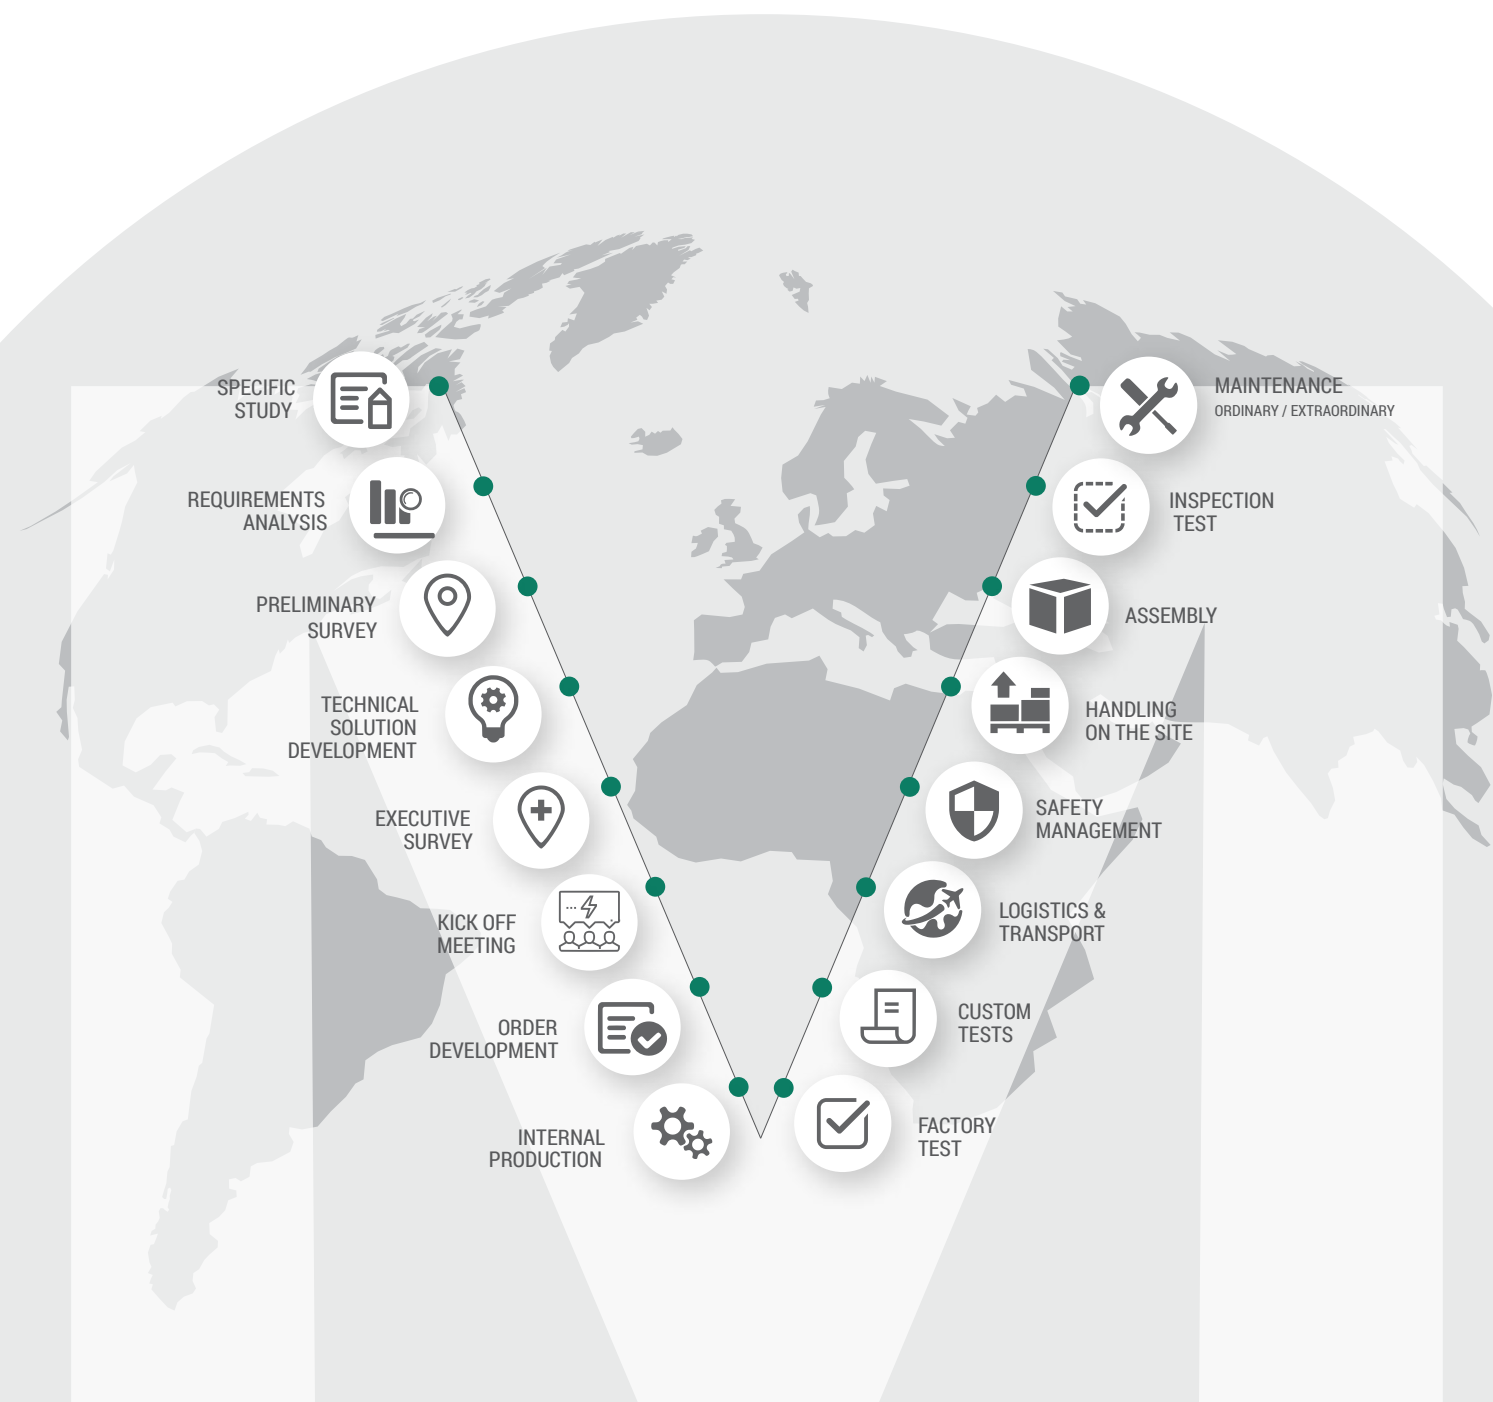 SPECIFIC
STUDY
REQUIREMENTS
ANALYSIS
PRELIMINARY
SURVEY
TECHNICAL
SOLUTION
DEVELOPMENT
EXECUTIVE
SURVEY
KICK OFF
MEETING
ORDER
DEVELOPMENT
INTERNAL
PRODUCTION
MAINTENANCE
ORDINARY / EXTRAORDINARY
INSPECTION
TEST
ASSEMBLY
HANDLING
ON THE SITE
SAFETY
MANAGEMENT
LOGISTICS &
TRANSPORT
CUSTOM
TESTS
FACTORY
TEST